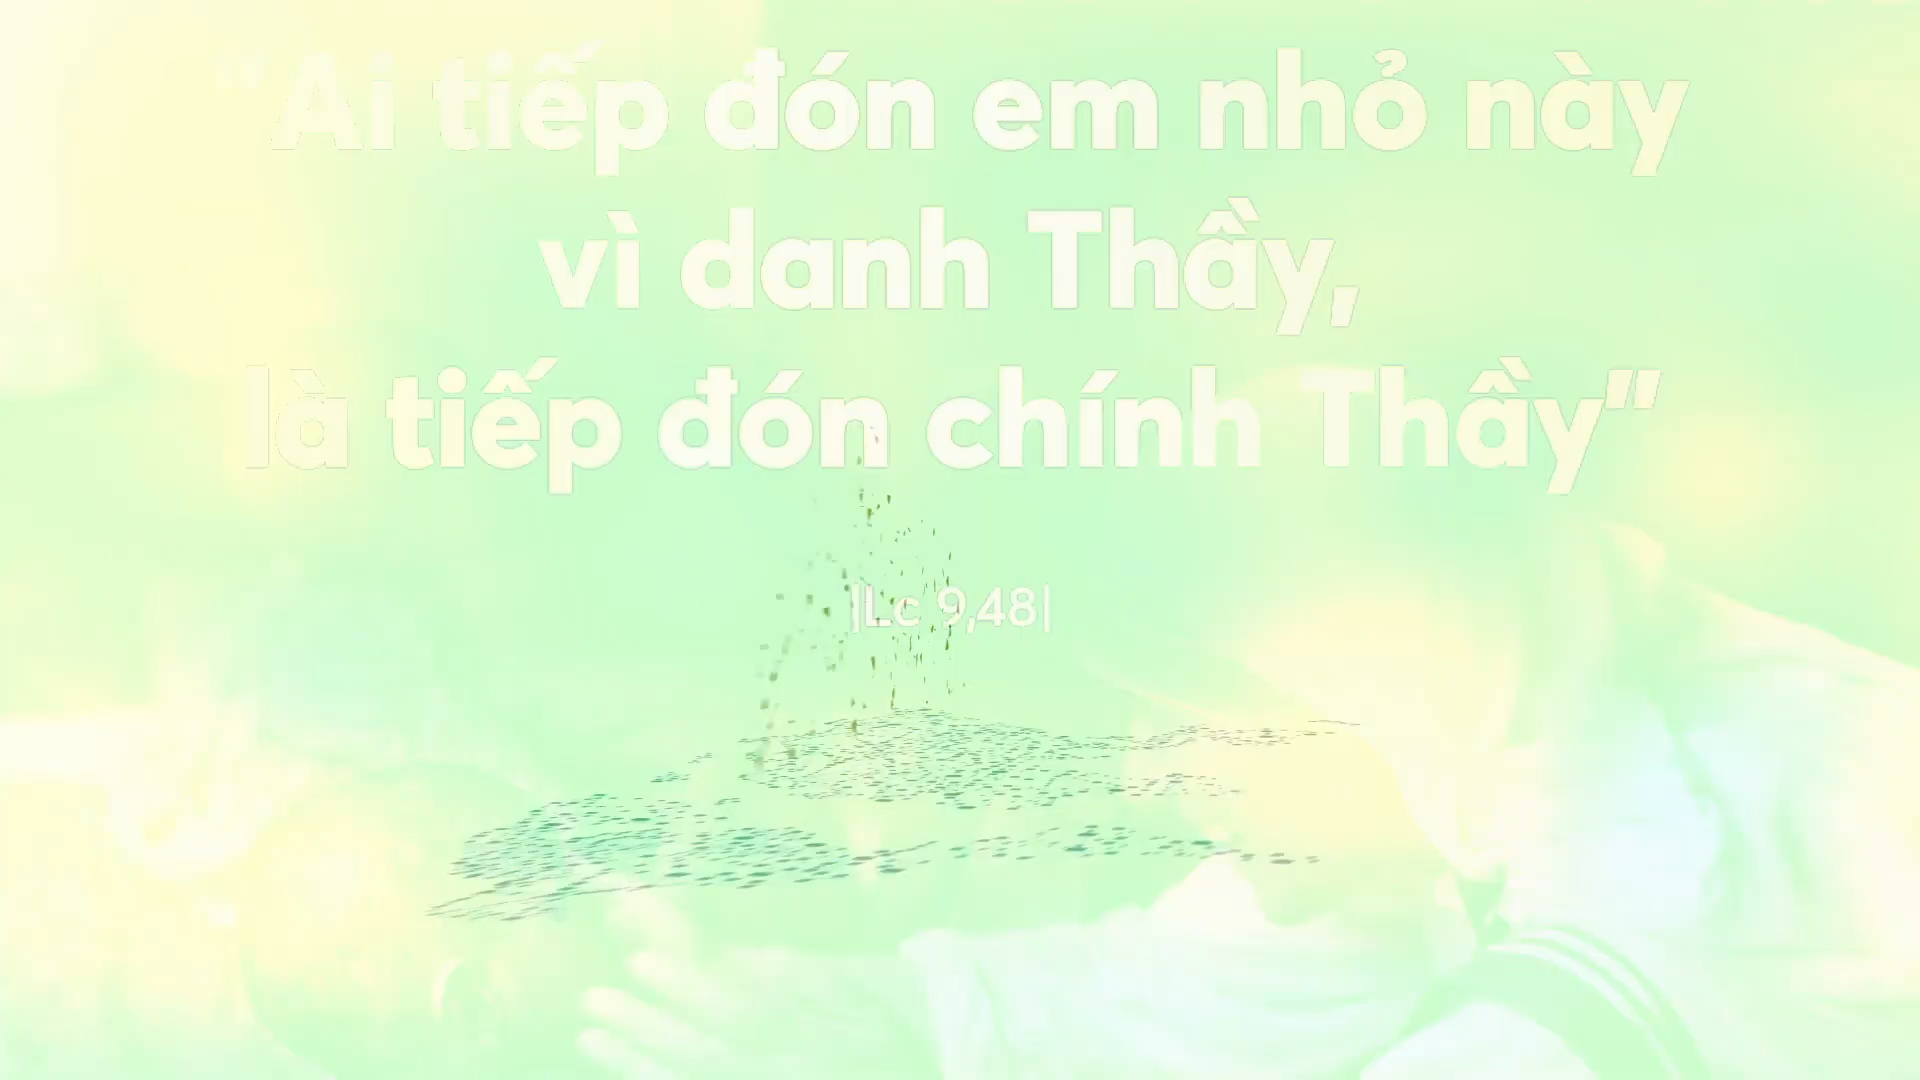 "Ai tiếp đón em nhỏ này
vì danh Thầy,
là tiếp đón chính Thầy"
|Lc 9,48|